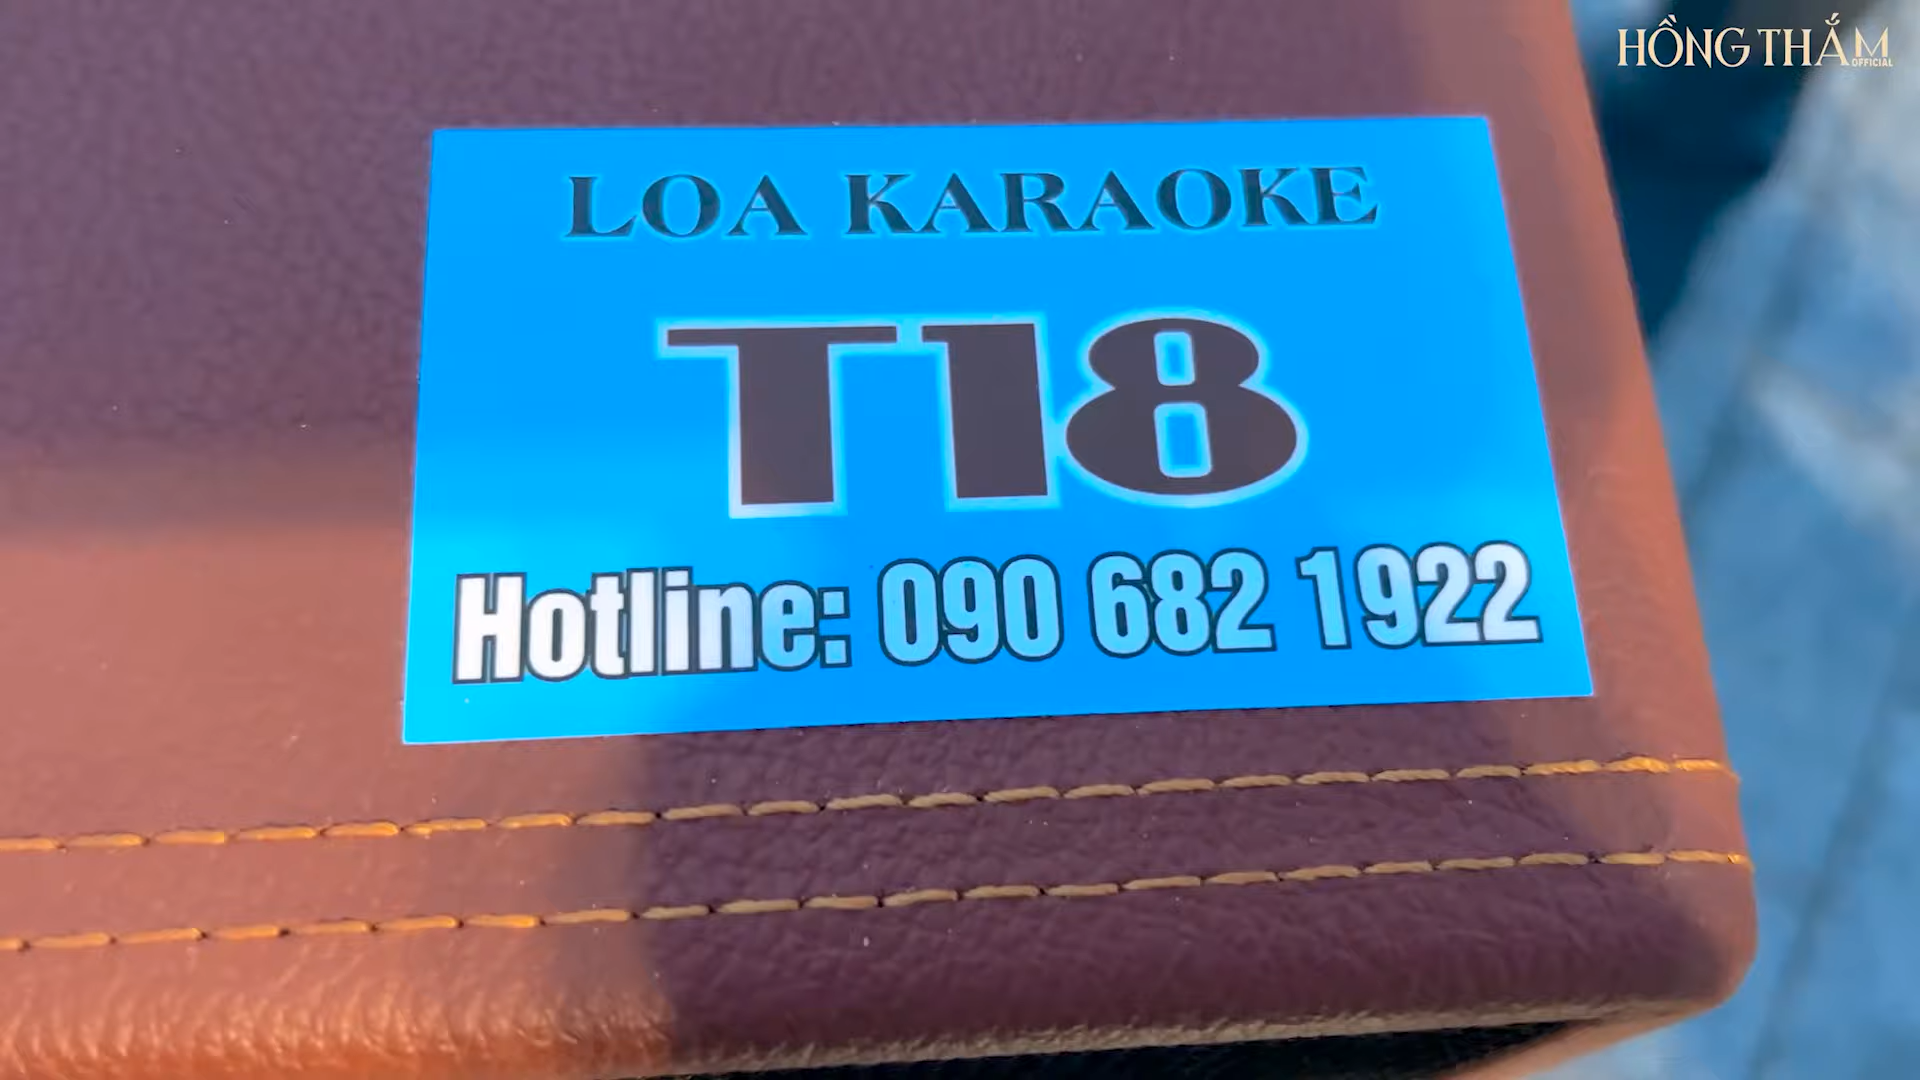 HỒNG THẮM
OFFICIAL
LOA KARAOKE
T18
Hotline: 090 682 1922